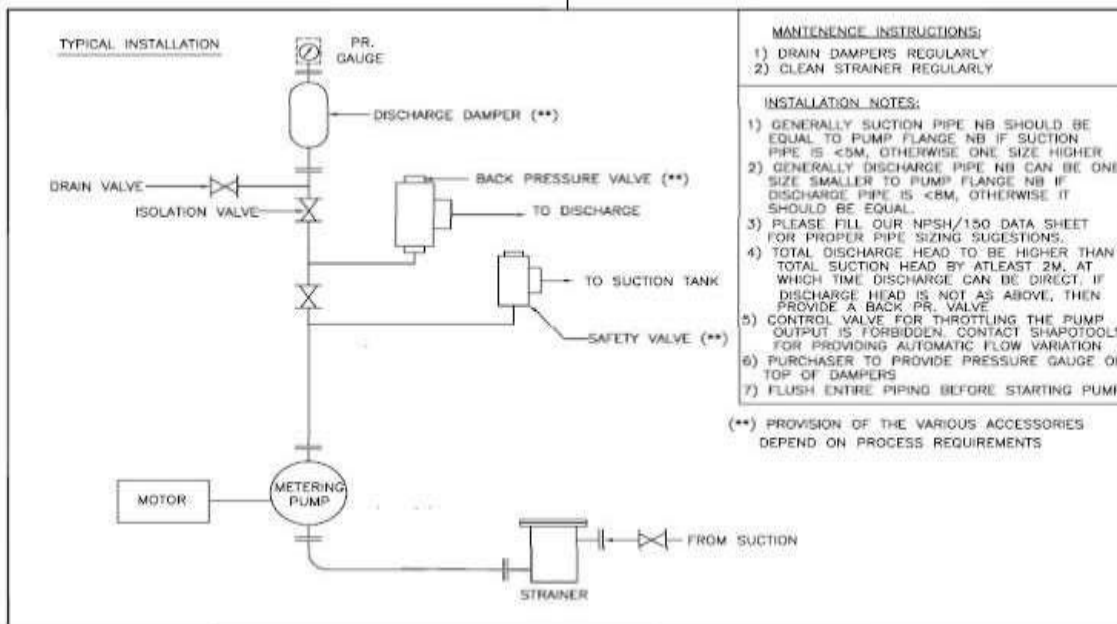 TYPICAL INSTALLATION
PR.
GAUGE
DISCHARGE DAMPER (**)
DRAIN VALVE
ISOLATION VALVE
BACK PRESSURE VALVE (**)
TO DISCHARGE
TO SUCTION TANK
SAFETY VALVE (**)
METERING
PUMP
MOTOR
FROM SUCTION
STRAINER
MANTENENCE INSTRUCTIONS:
1) DRAIN DAMPERS REGULARLY
2) CLEAN STRAINER REGULARLY
INSTALLATION NOTES:
1) GENERALLY SUCTION PIPE NB SHOULD BE
EQUAL TO PUMP FLANGE NB IF SUCTION
PIPE IS <5M, OTHERWISE ONE SIZE HIGHER
2) GENERALLY DISCHARGE PIPE NB CAN BE ONE
SIZE SMALLER TO PUMP FLANGE NB IF
DISCHARGE PIPE IS <8M, OTHERWISE IT
SHOULD BE EQUAL.
3) PLEASE FILL OUR NPSH/150 DATA SHEET
FOR PROPER PIPE SIZING SUGESTIONS.
4) TOTAL DISCHARGE HEAD TO BE HIGHER THAN
TOTAL SUCTION HEAD BY ATLEAST 2M, AT
WHICH TIME DISCHARGE CAN BE DIRECT. IF
DISCHARGE HEAD IS NOT AS ABOVE, THEN
PROVIDE A BACK PR. VALVE
5) CONTROL VALVE FOR THROTTLING THE PUMP
OUTPUT IS FORBIDDEN. CONTACT SHAPOTOOLS
FOR PROVIDING AUTOMATIC FLOW VARIATION
6) PURCHASER TO PROVIDE PRESSURE GAUGE
TOP OF DAMPERS
7) FLUSH ENTIRE PIPING BEFORE STARTING
(**) PROVISION OF THE VARIOUS ACCESSORIES
DEPEND ON PROCESS REQUIREMENTS